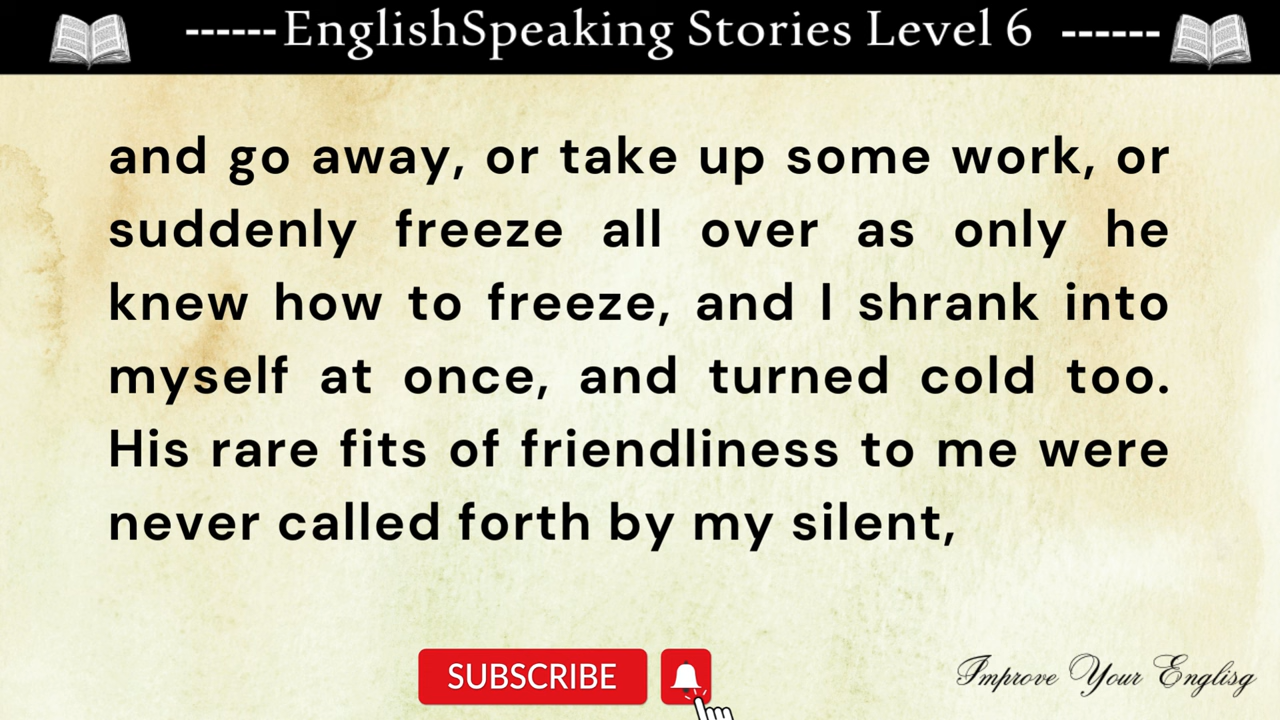 ------EnglishSpeaking Stories Level 6 ------
and go away, or take up some work, or
suddenly freeze all over as only he
knew how to freeze, and I shrank into
myself at once, and turned cold too.
His rare fits of friendliness to me were
never called forth by my silent,
SUBSCRIBE
Improve Your Englisg